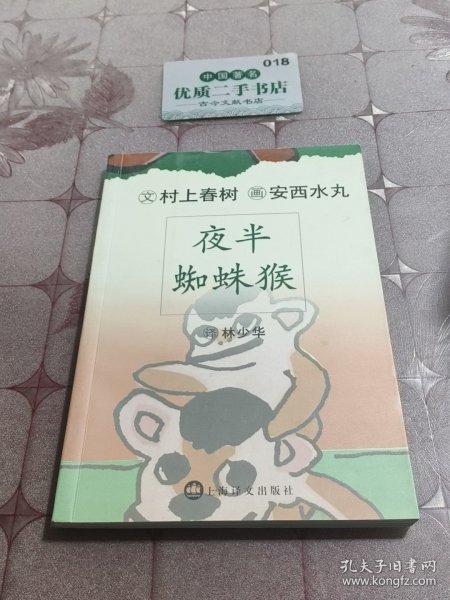 018
中国著名
优质二手书店
古今文献书店
文 村上春树 画 安西水丸
夜半
蜘蛛猴
译 林少华
上海译文出版社
孔夫子旧书网
www.kongfz.com